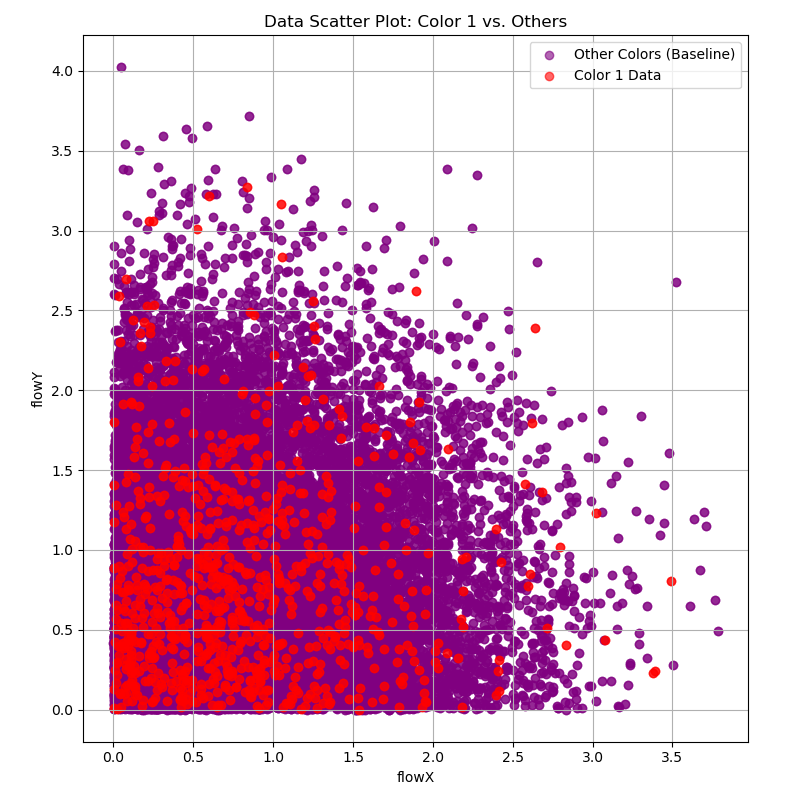 Data Scatter Plot: Color 1 vs. Others
Other Colors (Baseline)
Color 1 Data
flowY
4.0
3.5
3.0
2.5
2.0
1.5
1.0
0.5
0.0
0.0 0.5 1.0 1.5 2.0 2.5 3.0 3.5
flowX